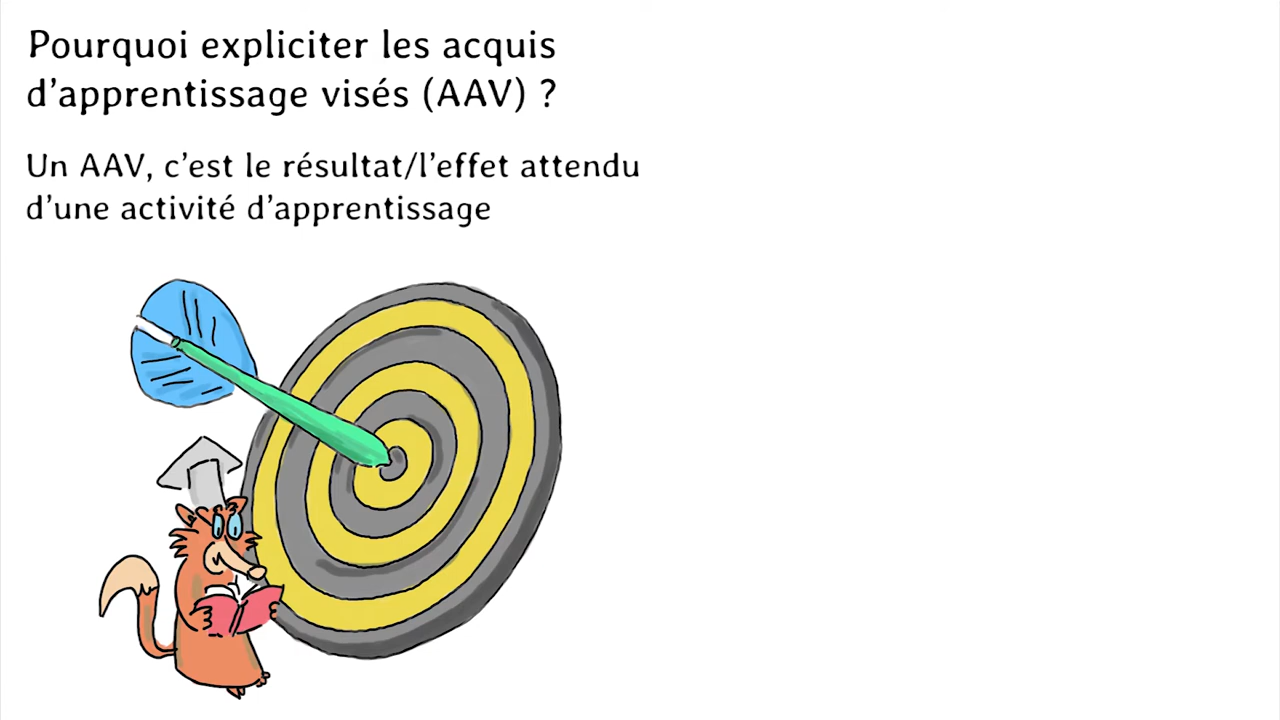 Pourquoi expliciter les acquis
d'apprentissage visés (AAV) ?
Un AAV, c'est le résultat/l'effet attendu
d'une activité d'apprentissage